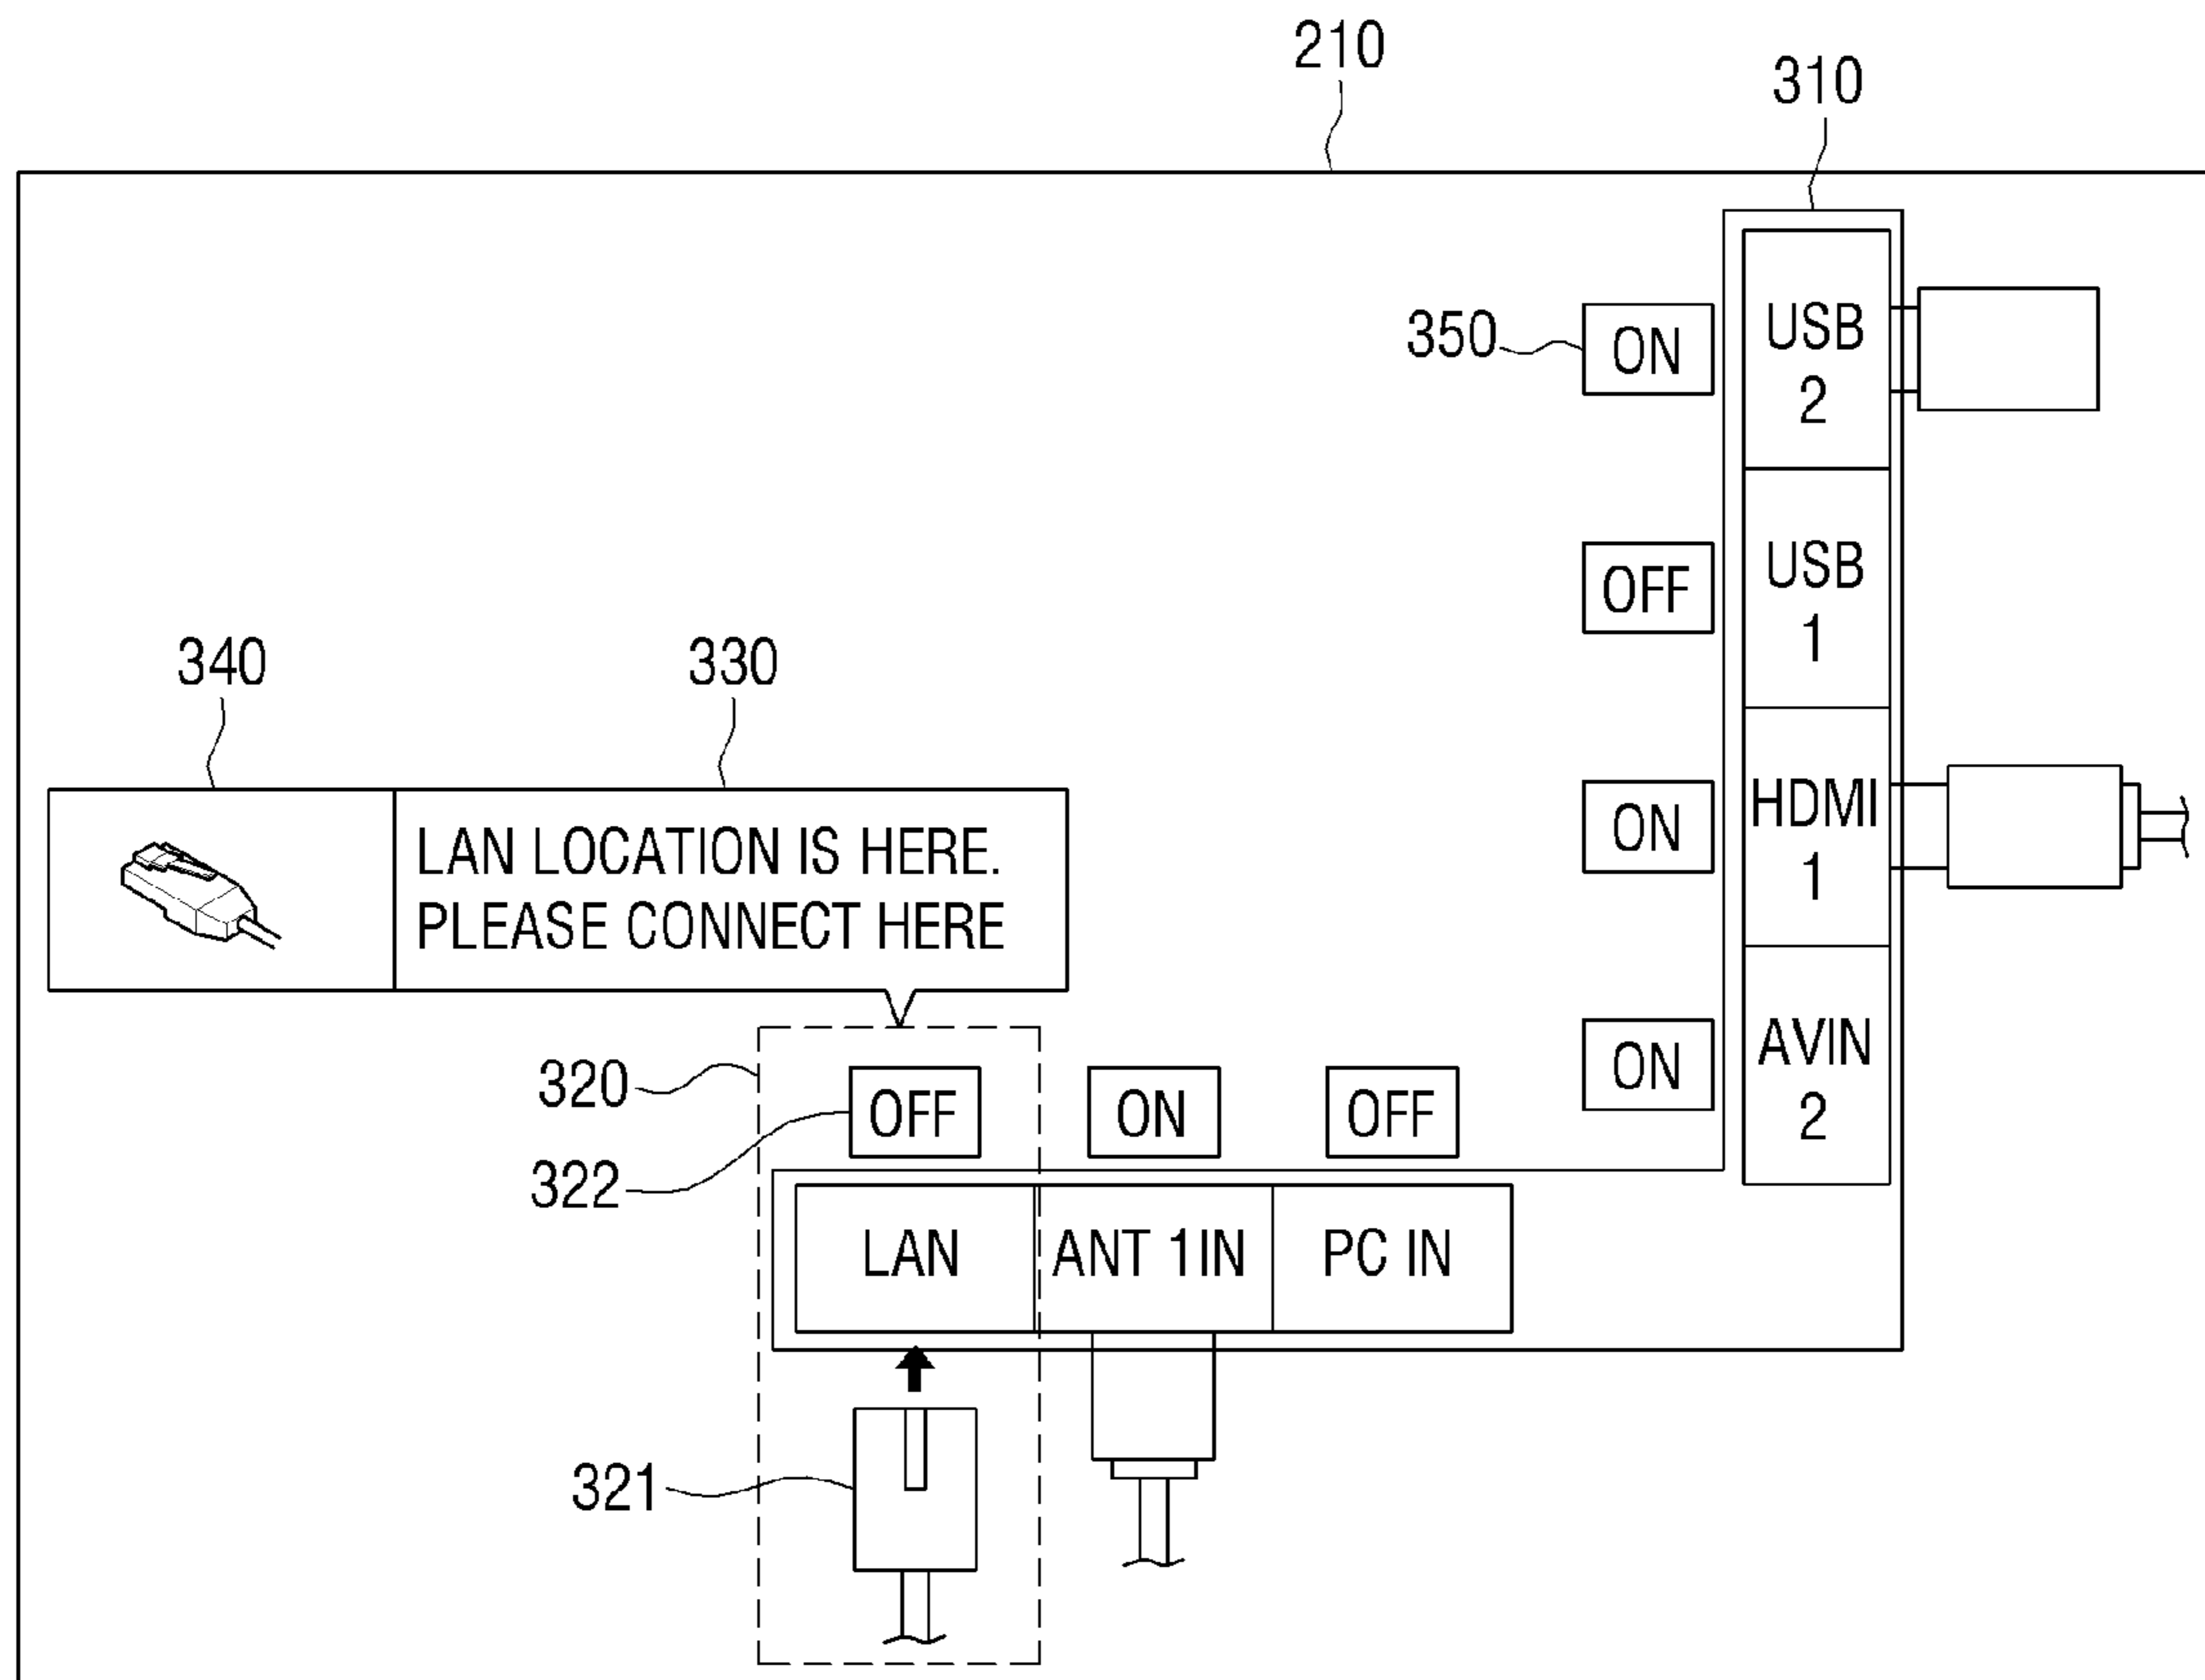 210
310
350
ON
USB
2
OFF
USB
1
340
330
ON
HDMI
1
LAN LOCATION IS HERE.
PLEASE CONNECT HERE
320
322
OFF
ON
OFF
ON
AVIN
2
LAN
ANT 1IN
PC IN
321